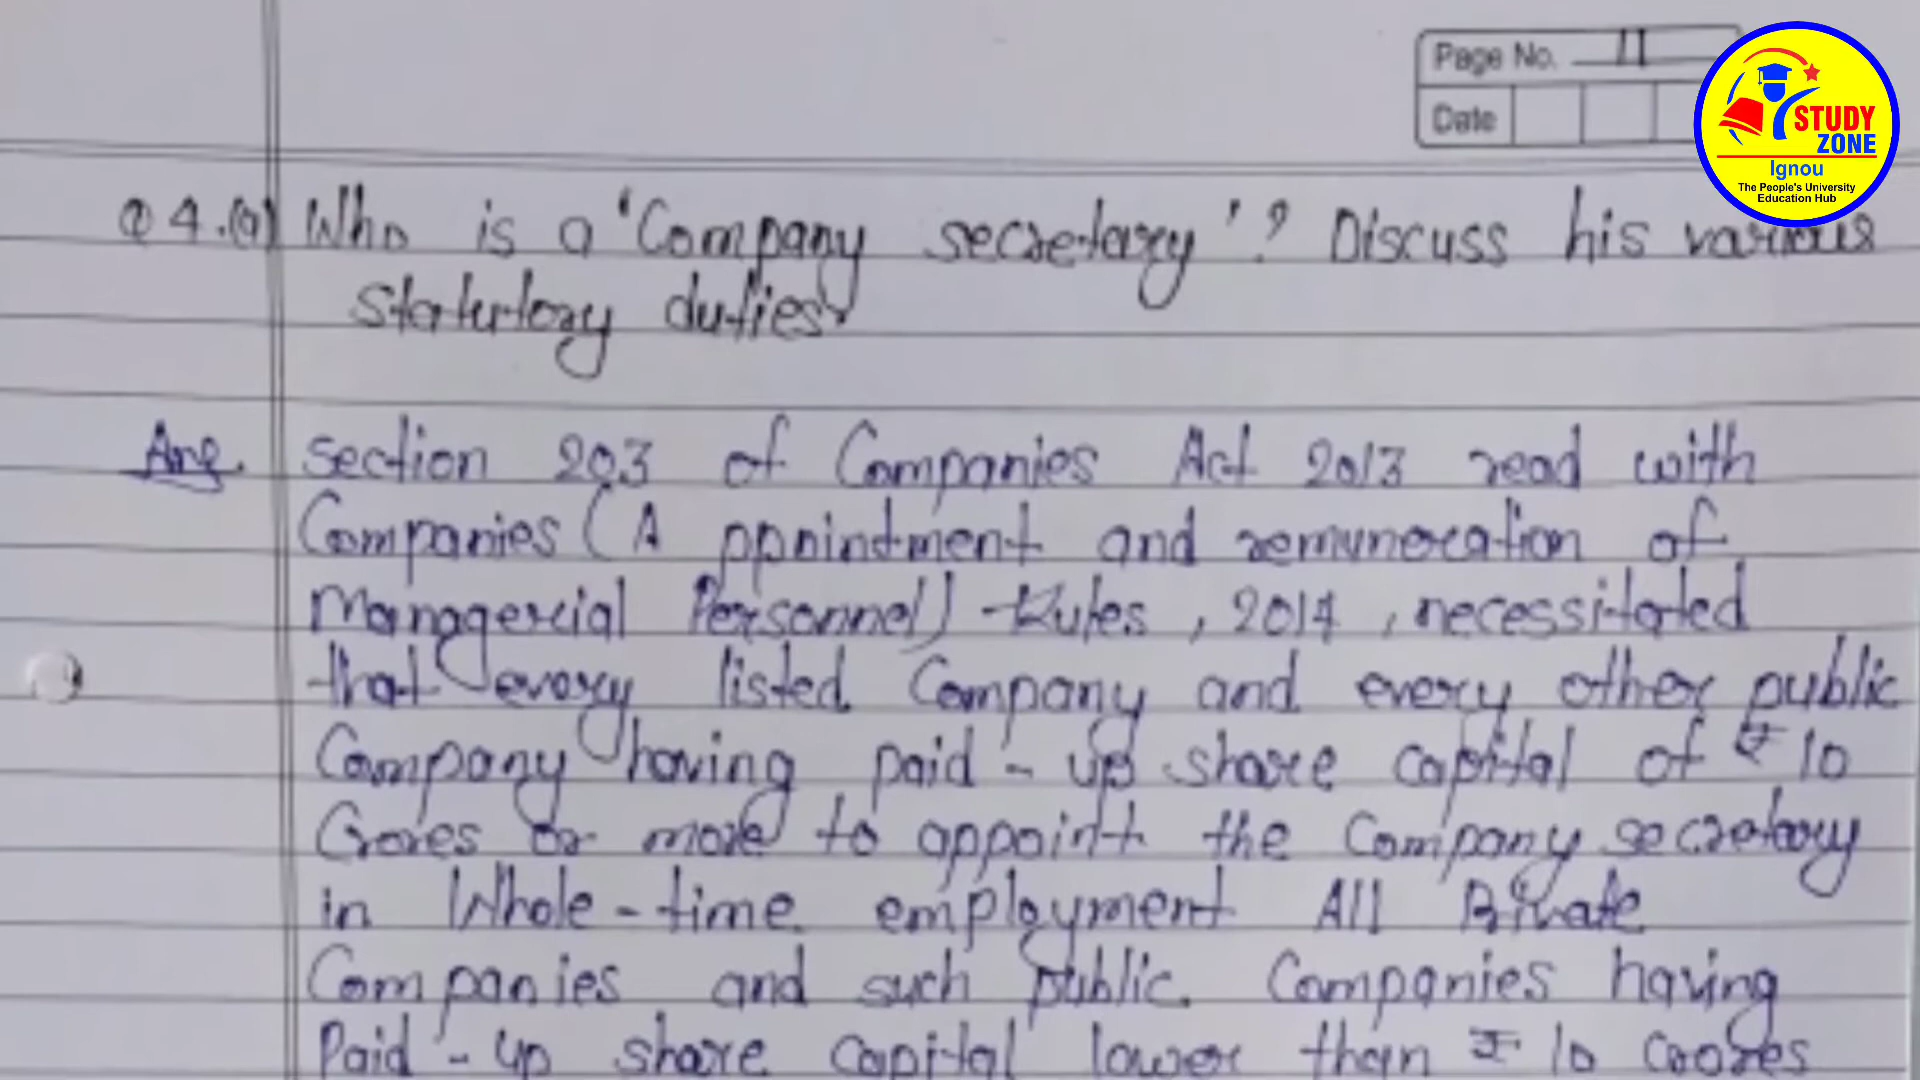 Page No. 11
Date
STUDY
ZONE
Ignou
The People's University
Education Hub
Q 4.(a) Who is a 'Company secretary'? Discuss his various
statutory duties
Ans. section 203 of Companies Act 2013 read with
Companies (A ppointment and remuneration of
Managercial Personnel) Rules, 2014, necessitated
that every listed Company and every other public
Company having paid-up share capital of ₹ 10
Crores or more to appoint the Company secretary
in Whole-time employment All Private
Companies and such public Companies having
Paid-up share capital lower than ₹ 10 crores